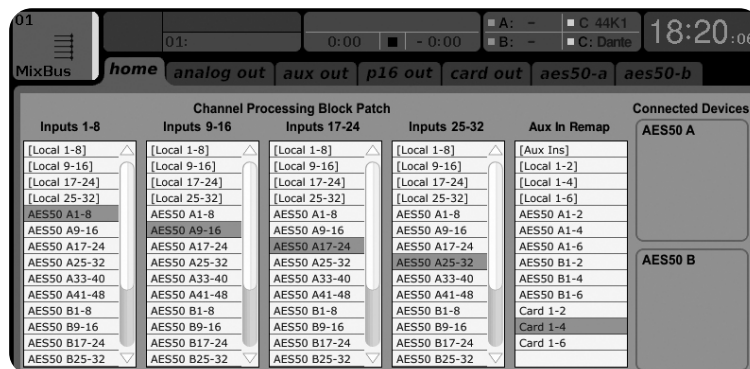 01
MixBus
01:
0:00 - 0:00
A: - C 44K1
B: - C: Dante
18:20:06
home analog out aux out p16 out card out aes50-a aes50-b
Channel Processing Block Patch
Connected Devices
Inputs 1-8 Inputs 9-16 Inputs 17-24 Inputs 25-32 Aux In Remap AES50 A
[Local 1-8] [Local 1-8] [Local 1-8] [Local 1-8] [Aux Ins]
[Local 9-16] [Local 9-16] [Local 9-16] [Local 9-16] [Local 1-2]
[Local 17-24] [Local 17-24] [Local 17-24] [Local 17-24] [Local 1-4]
[Local 25-32] [Local 25-32] [Local 25-32] [Local 25-32] [Local 1-6]
AES50 A1-8 AES50 A1-8 AES50 A1-8 AES50 A1-8 AES50 A1-2
AES50 A9-16 AES50 A9-16 AES50 A9-16 AES50 A9-16 AES50 A1-4
AES50 A17-24 AES50 A17-24 AES50 A17-24 AES50 A17-24 AES50 A1-6
AES50 A25-32 AES50 A25-32 AES50 A25-32 AES50 A25-32 AES50 B1-2 AES50 B
AES50 A33-40 AES50 A33-40 AES50 A33-40 AES50 A33-40 AES50 B1-4
AES50 A41-48 AES50 A41-48 AES50 A41-48 AES50 A41-48 AES50 B1-6
AES50 B1-8 AES50 B1-8 AES50 B1-8 AES50 B1-8 Card 1-2
AES50 B9-16 AES50 B9-16 AES50 B9-16 AES50 B9-16 Card 1-4
AES50 B17-24 AES50 B17-24 AES50 B17-24 AES50 B17-24 Card 1-6
AES50 B25-32 AES50 B25-32 AES50 B25-32 AES50 B25-32